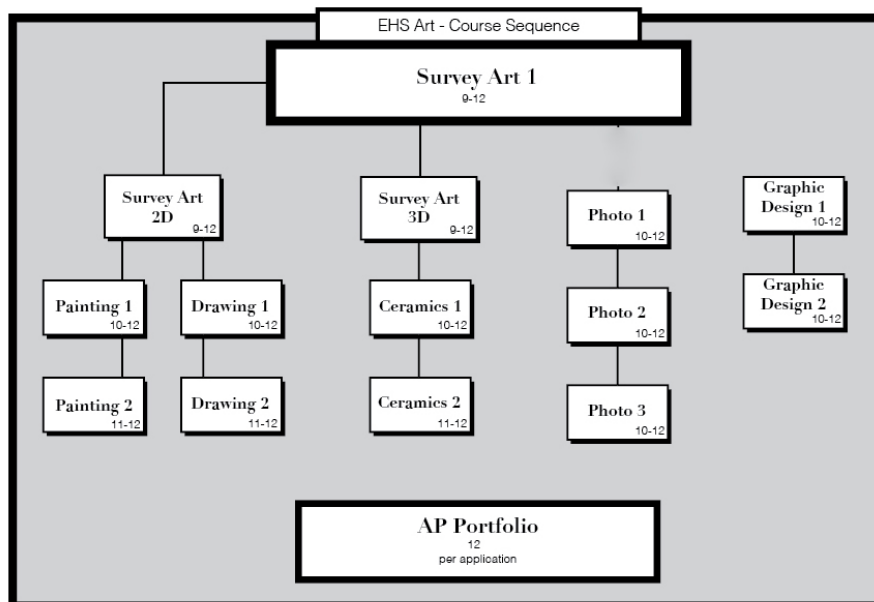 EHS Art - Course Sequence
Survey Art 1
9-12
Survey Art
2D
9-12
Survey Art
3D
9-12
Photo 1
10-12
Graphic
Design 1
10-12
Painting 1
10-12
Drawing 1
10-12
Ceramics 1
10-12
Photo 2
10-12
Graphic
Design 2
10-12
Painting 2
11-12
Drawing 2
11-12
Ceramics 2
11-12
Photo 3
10-12
AP Portfolio
12
per application